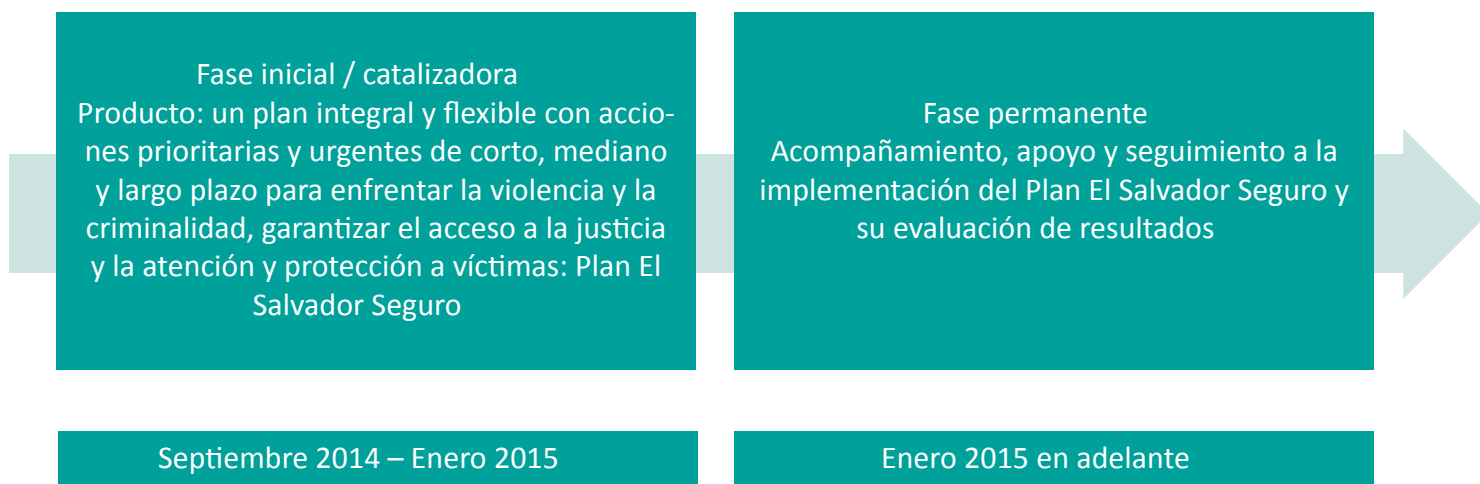 Fase inicial / catalizadora
Producto: un plan integral y flexible con accio-
nes prioritarias y urgentes de corto, mediano
y largo plazo para enfrentar la violencia y la
criminalidad, garantizar el acceso a la justicia
y la atención y protección a víctimas: Plan El
Salvador Seguro
Fase permanente
Acompañamiento, apoyo y seguimiento a la
implementación del Plan El Salvador Seguro y
su evaluación de resultados
Septiembre 2014 – Enero 2015
Enero 2015 en adelante